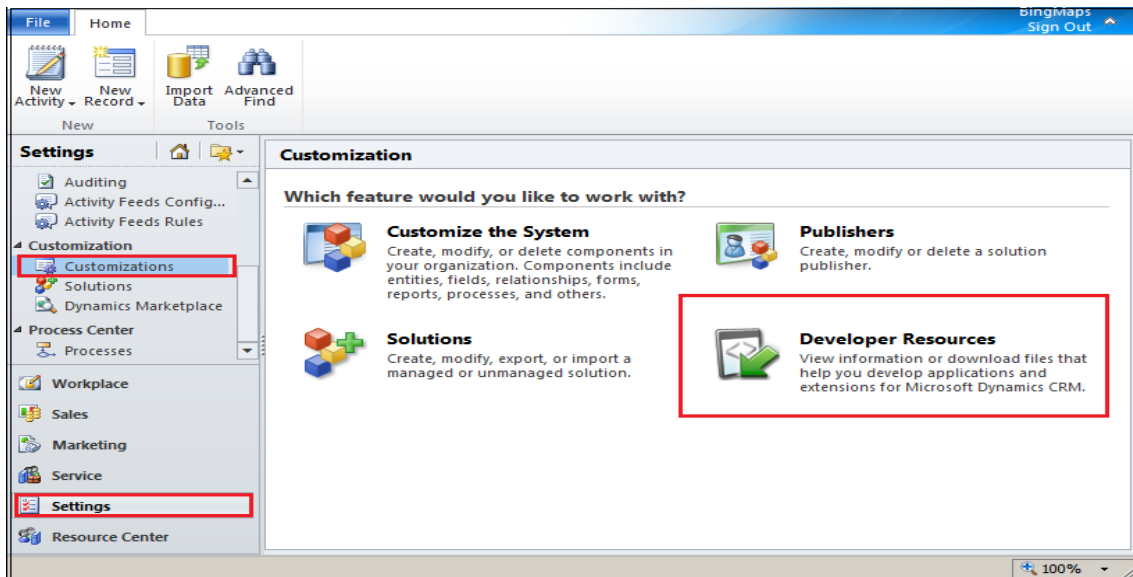 File
Home
BingMaps
Sign Out
New
Activity
New
Record
Import
Data
Advanced
Find
New
Tools
Settings
Auditing
Activity Feeds Config...
Activity Feeds Rules
Customization
Customizations
Solutions
Dynamics Marketplace
Process Center
Processes
Workplace
Sales
Marketing
Service
Settings
Resource Center
Customization
Which feature would you like to work with?
Customize the System
Create, modify, or delete components in
your organization. Components include
entities, fields, relationships, forms,
reports, processes, and others.
Publishers
Create, modify or delete a solution
publisher.
Solutions
Create, modify, export, or import a
managed or unmanaged solution.
Developer Resources
View information or download files that
help you develop applications and
extensions for Microsoft Dynamics CRM.
100%